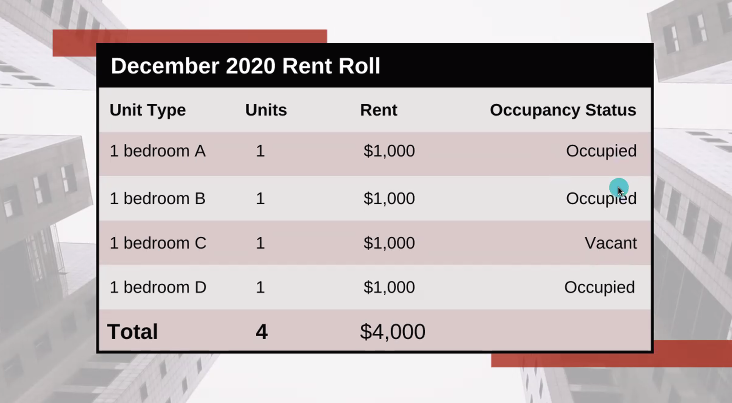 December 2020 Rent Roll
Unit Type Units Rent Occupancy Status
1 bedroom A 1 $1,000 Occupied
1 bedroom B 1 $1,000 Occupied
1 bedroom C 1 $1,000 Vacant
1 bedroom D 1 $1,000 Occupied
Total 4 $4,000